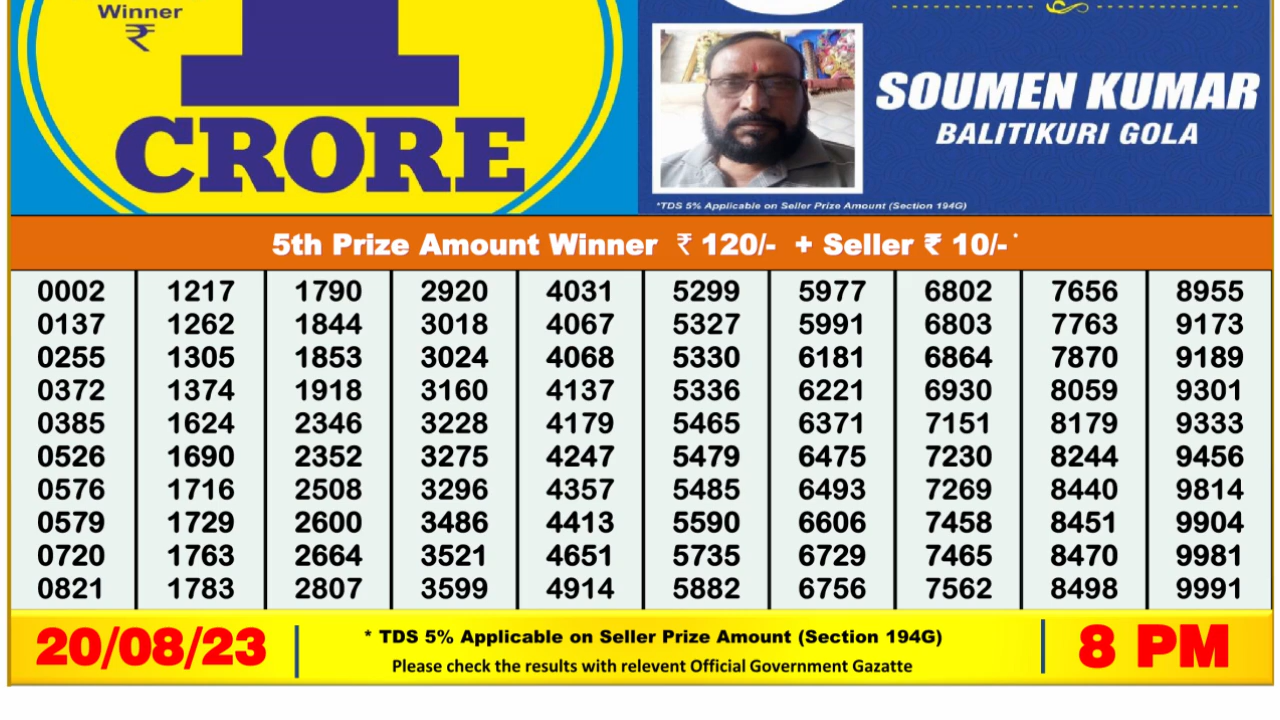 Winner
₹
1
CRORE
SOUMEN KUMAR
BALITIKURI GOLA
*TDS 5% Applicable on Seller Prize Amount (Section 194G)
5th Prize Amount Winner ₹ 120/- + Seller ₹ 10/- *
0002 1217 1790 2920 4031 5299 5977 6802 7656 8955
0137 1262 1844 3018 4067 5327 5991 6803 7763 9173
0255 1305 1853 3024 4068 5330 6181 6864 7870 9189
0372 1374 1918 3160 4137 5336 6221 6930 8059 9301
0385 1624 2346 3228 4179 5465 6371 7151 8179 9333
0526 1690 2352 3275 4247 5479 6475 7230 8244 9456
0576 1716 2508 3296 4357 5485 6493 7269 8440 9814
0579 1729 2600 3486 4413 5590 6606 7458 8451 9904
0720 1763 2664 3521 4651 5735 6729 7465 8470 9981
0821 1783 2807 3599 4914 5882 6756 7562 8498 9991
20/08/23
* TDS 5% Applicable on Seller Prize Amount (Section 194G)
Please check the results with relevent Official Government Gazatte
8 PM